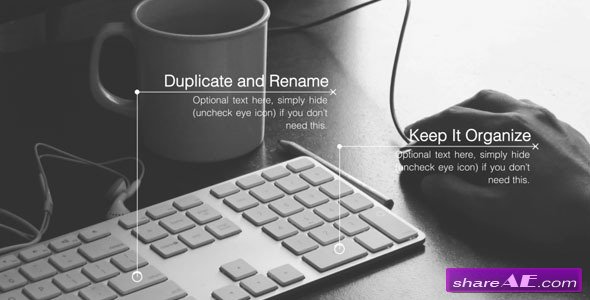 Duplicate and Rename
Optional text here, simply hide
(uncheck eye icon) if you don't
need this.
Keep It Organize
Optional text here, simply hide
(uncheck eye icon) if you don't
need this.
shareAE.com